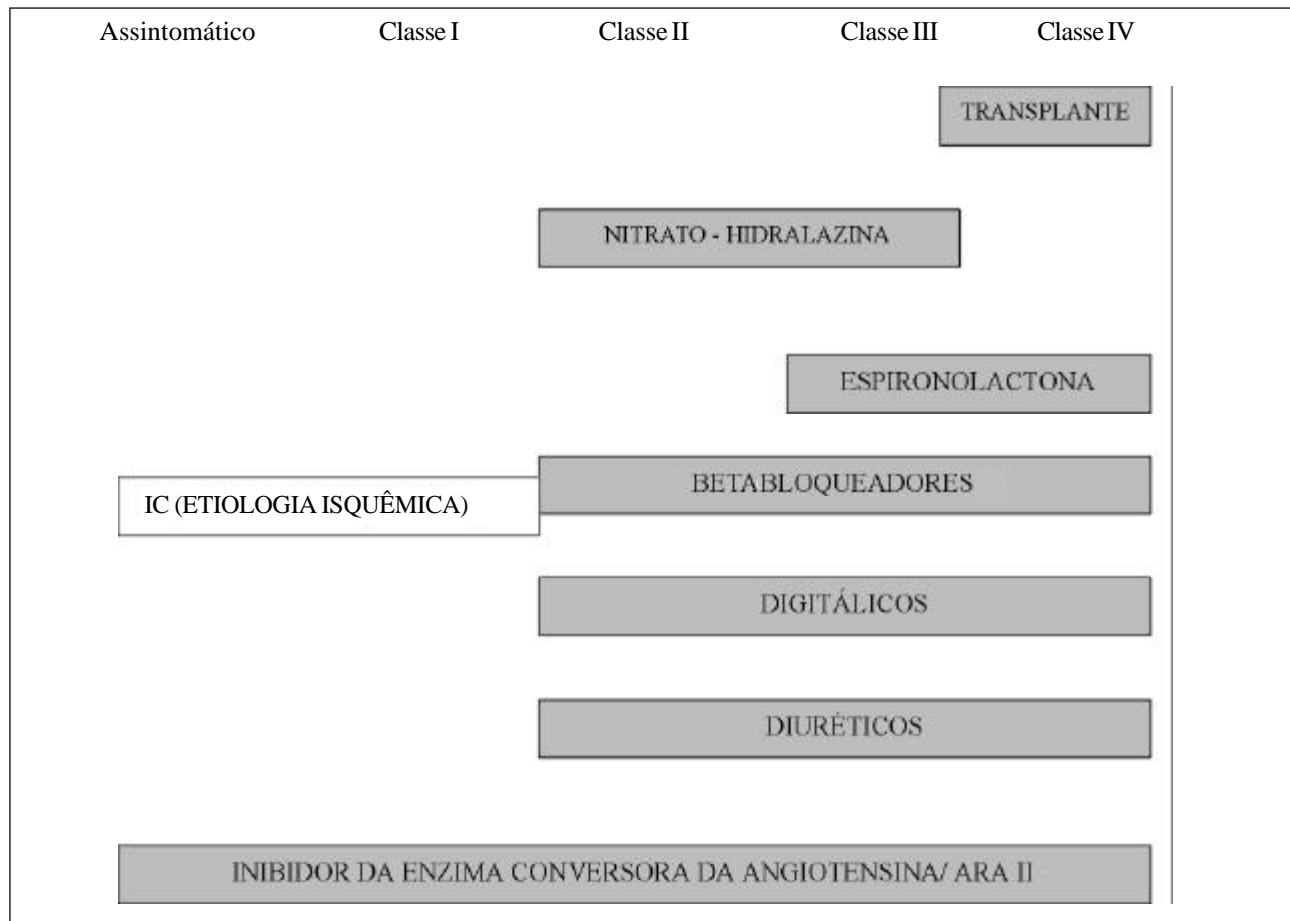 Assintomático Classe I Classe II Classe III Classe IV
TRANSPLANTE
NITRATO - HIDRALAZINA
ESPIRONOLACTONA
BETABLOQUEADORES
IC (ETIOLOGIA ISQUÊMICA)
DIGITÁLICOS
DIURÉTICOS
INIBIDOR DA ENZIMA CONVERSORA DA ANGIOTENSINA/ ARA II